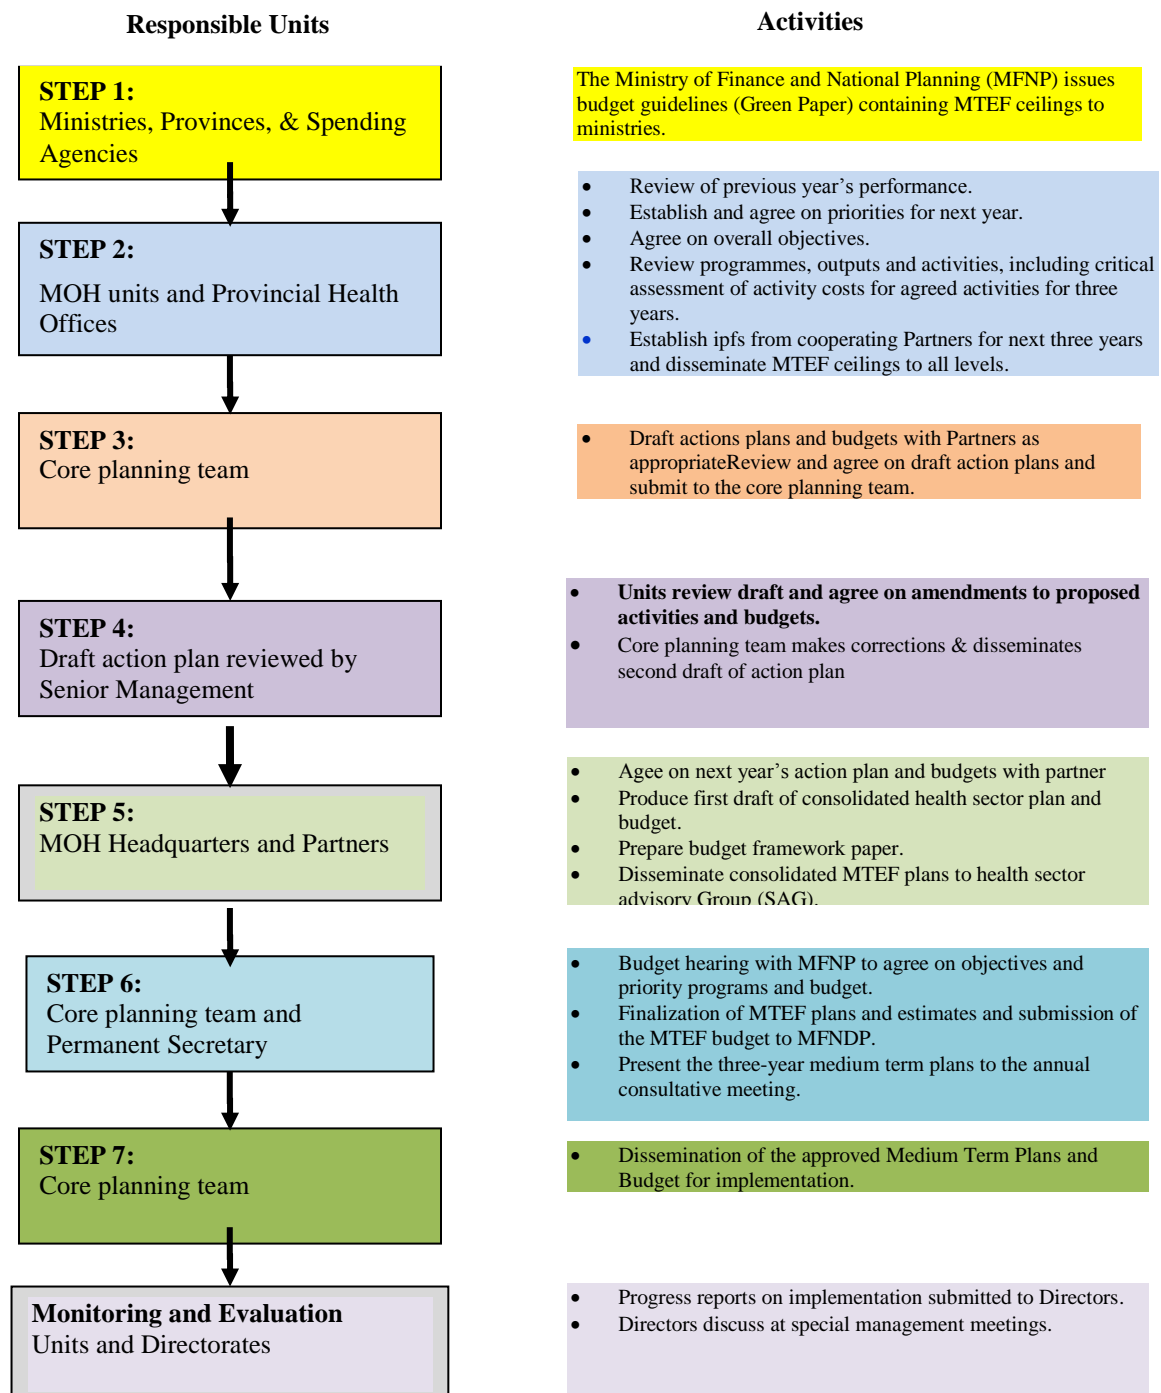 Responsible Units
Activities
STEP 1:
Ministries, Provinces, & Spending
Agencies
The Ministry of Finance and National Planning (MFNP) issues
budget guidelines (Green Paper) containing MTEF ceilings to
ministries.
STEP 2:
MOH units and Provincial Health
Offices
• Review of previous year’s performance.
• Establish and agree on priorities for next year.
• Agree on overall objectives.
• Review programmes, outputs and activities, including critical
assessment of activity costs for agreed activities for three
years.
• Establish ipfs from cooperating Partners for next three years
and disseminate MTEF ceilings to all levels.
STEP 3:
Core planning team
• Draft actions plans and budgets with Partners as
appropriateReview and agree on draft action plans and
submit to the core planning team.
STEP 4:
Draft action plan reviewed by
Senior Management
• Units review draft and agree on amendments to proposed
activities and budgets.
• Core planning team makes corrections & disseminates
second draft of action plan
STEP 5:
MOH Headquarters and Partners
• Agee on next year’s action plan and budgets with partner
• Produce first draft of consolidated health sector plan and
budget.
• Prepare budget framework paper.
• Disseminate consolidated MTEF plans to health sector
advisory Group (SAG).
STEP 6:
Core planning team and
Permanent Secretary
• Budget hearing with MFNP to agree on objectives and
priority programs and budget.
• Finalization of MTEF plans and estimates and submission of
the MTEF budget to MFNDP.
• Present the three-year medium term plans to the annual
consultative meeting.
STEP 7:
Core planning team
• Dissemination of the approved Medium Term Plans and
Budget for implementation.
Monitoring and Evaluation
Units and Directorates
• Progress reports on implementation submitted to Directors.
• Directors discuss at special management meetings.